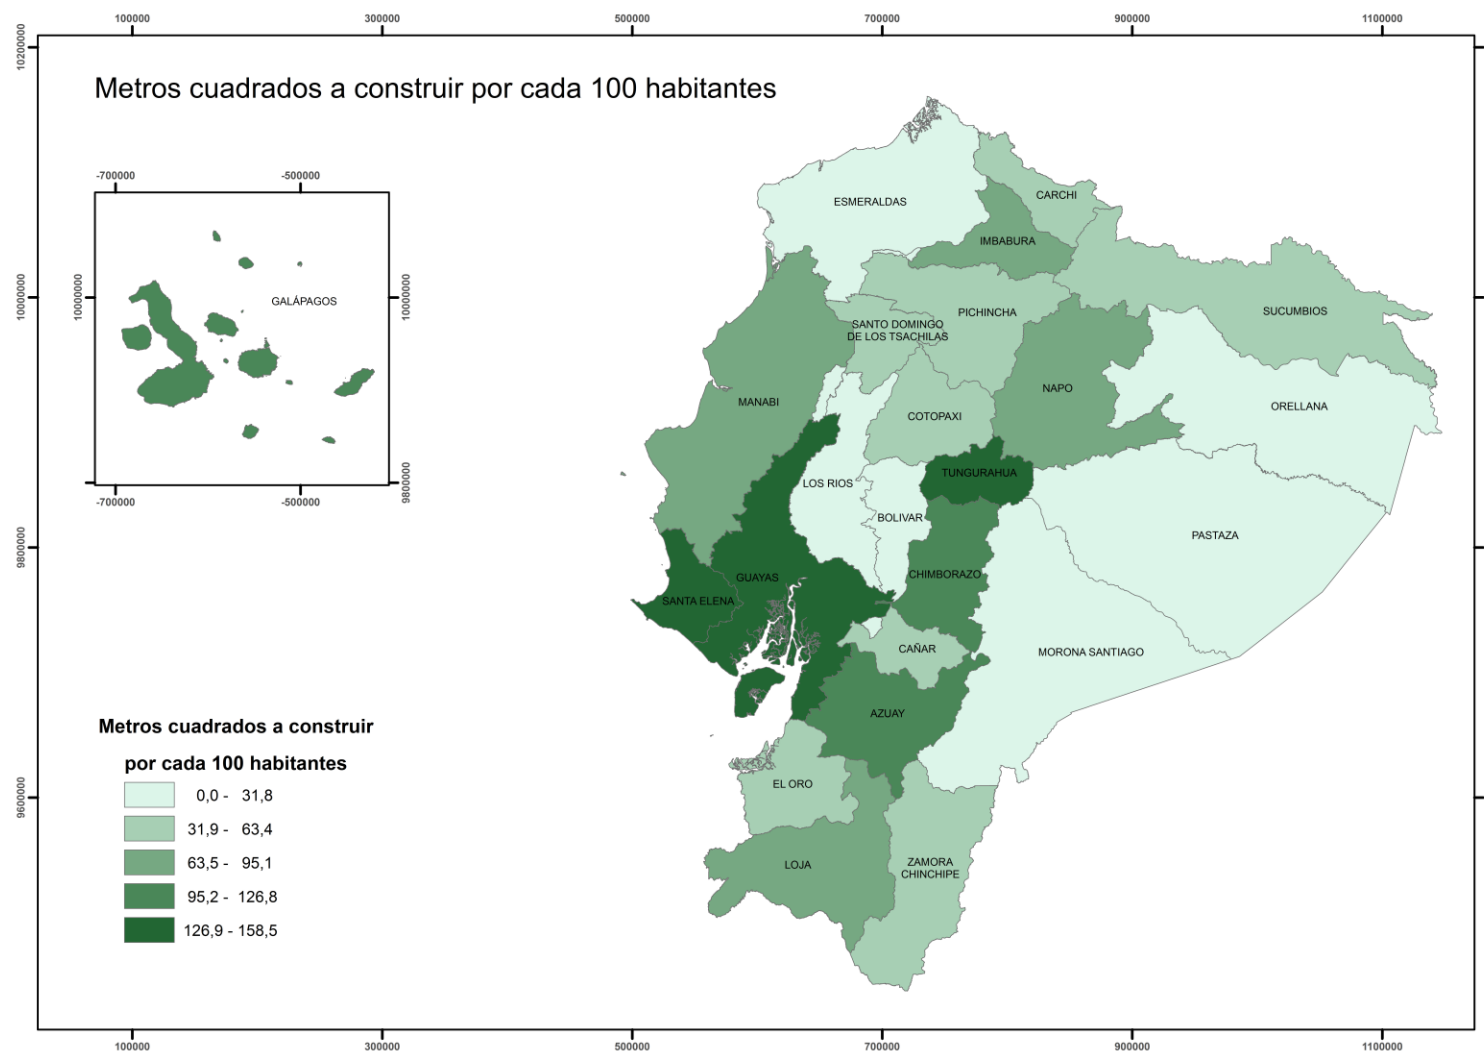 100000 300000 500000 700000 900000 1100000
10200000
Metros cuadrados a construir por cada 100 habitantes
-700000 -500000
ESMERALDAS
CARCHI
IMBABURA
10000000
10000000
GALÁPAGOS
10000000
PICHINCHA
SUCUMBIOS
SANTO DOMINGO
DE LOS TSACHILAS
NAPO
MANABI
COTOPAXI
ORELLANA
9800000
TUNGURAHUA
LOS RIOS
-700000 -500000
BOLIVAR
PASTAZA
9800000
CHIMBORAZO
GUAYAS
SANTA ELENA
CAÑAR
MORONA SANTIAGO
AZUAY
Metros cuadrados a construir
por cada 100 habitantes
EL ORO
0,0 - 31,8
9600000
31,9 - 63,4
63,5 - 95,1
LOJA
ZAMORA
CHINCHIPE
95,2 - 126,8
126,9 - 158,5
100000 300000 500000 700000 900000 1100000